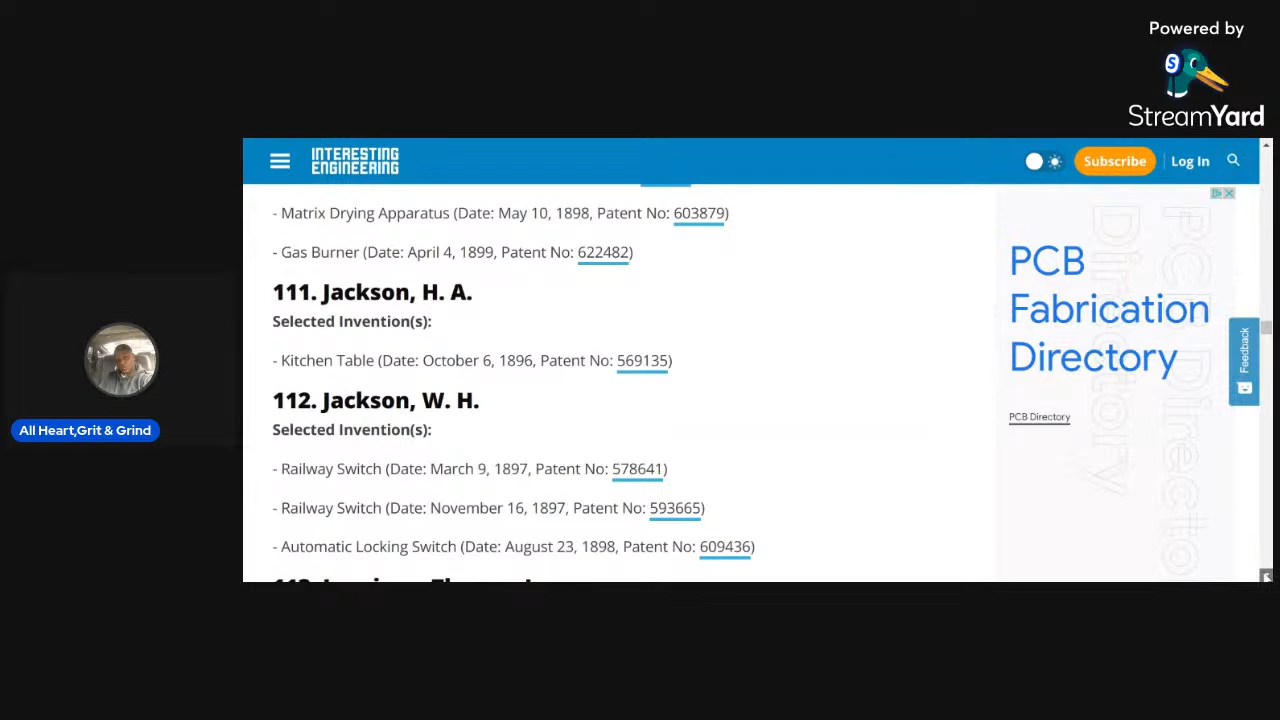 Powered by
S
StreamYard
INTERESTING
ENGINEERING
Subscribe
Log In
- Matrix Drying Apparatus (Date: May 10, 1898, Patent No: 603879)
- Gas Burner (Date: April 4, 1899, Patent No: 622482)
111. Jackson, H. A.
Selected Invention(s):
- Kitchen Table (Date: October 6, 1896, Patent No: 569135)
112. Jackson, W. H.
Selected Invention(s):
- Railway Switch (Date: March 9, 1897, Patent No: 578641)
- Railway Switch (Date: November 16, 1897, Patent No: 593665)
- Automatic Locking Switch (Date: August 23, 1898, Patent No: 609436)
PCB
Fabrication
Directory
PCB Directory
PCB Directo
Directory
Feedback
All Heart,Grit & Grind